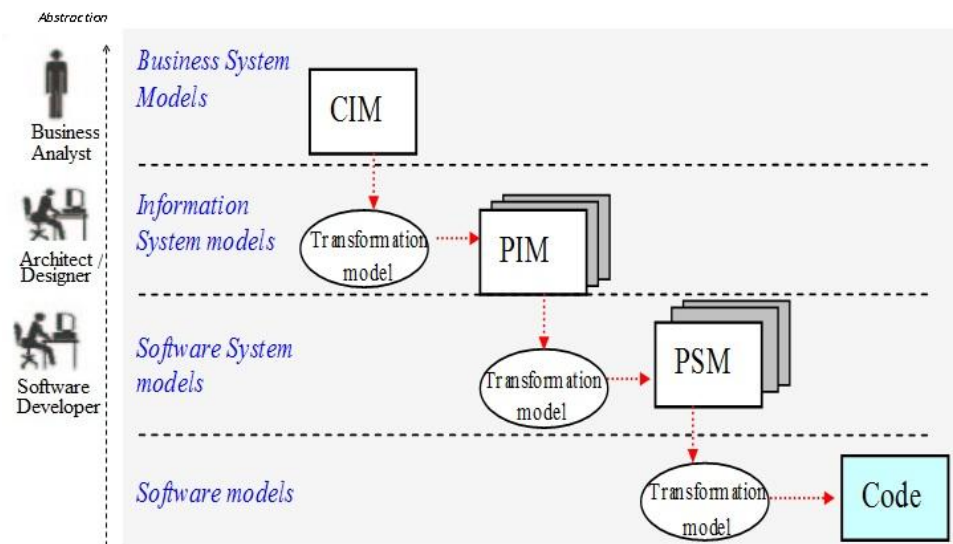 Abstraction
Business System
Models
CIM
Business
Analyst
Information
System models
Transformation
model
PIM
Architect /
Designer
Software System
models
Transformation
model
PSM
Software
Developer
Software models
Transformation
model
Code